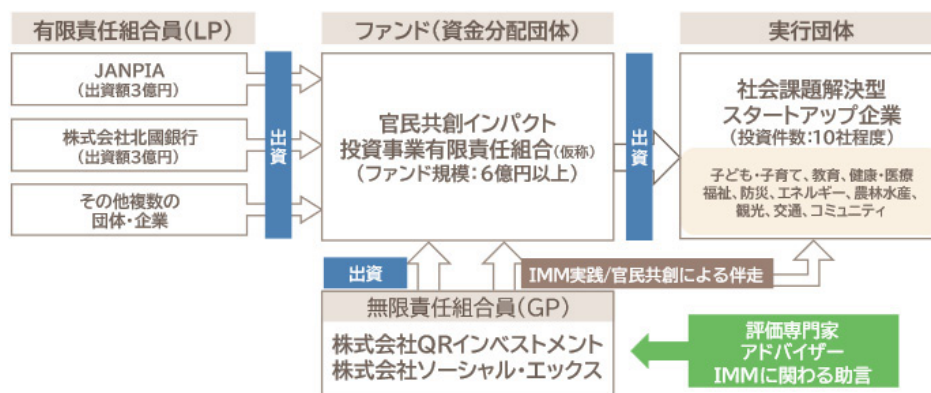 有限責任組合員(LP)
JANPIA
(出資額3億円)
株式会社北國銀行
(出資額3億円)
その他複数の
団体・企業
出資
ファンド(資金分配団体)
官民共創インパクト
投資事業有限責任組合(仮称)
(ファンド規模:6億円以上)
出資
実行団体
社会課題解決型
スタートアップ企業
(投資件数:10社程度)
子ども・子育て、教育、健康・医療
福祉、防災、エネルギー、農林水産、
観光、交通、コミュニティ
出資
IMM実践/官民共創による伴走
無限責任組合員(GP)
株式会社QRインベストメント
株式会社ソーシャル・エックス
評価専門家
アドバイザー
IMMに関わる助言